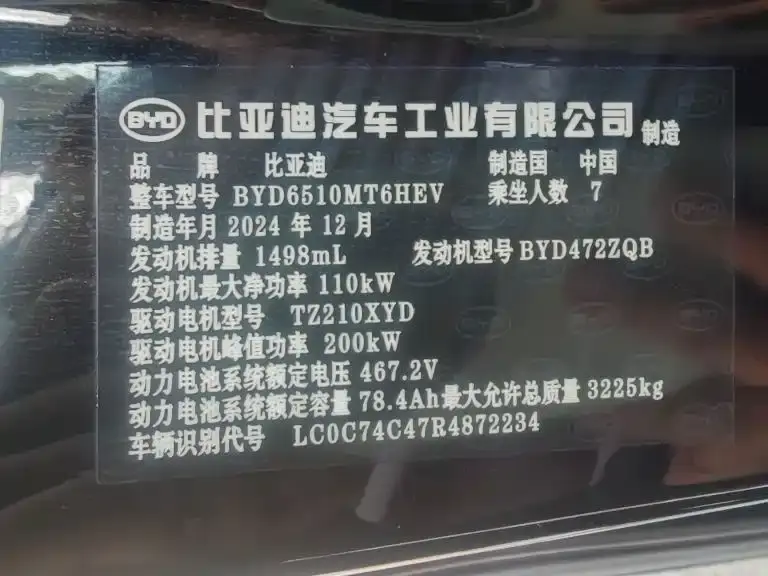 BYD 比亚迪汽车工业有限公司 制造
品 牌 比亚迪 制造国 中国
整车型号 BYD6510MT6HEV 乘坐人数 7
制造年月 2024 年 12 月
发动机排量 1498mL 发动机型号 BYD472ZQB
发动机最大净功率 110kW
驱动电机型号 TZ210XYD
驱动电机峰值功率 200kW
动力电池系统额定电压 467.2V
动力电池系统额定容量 78.4Ah最大允许总质量 3225kg
车辆识别代号 LC0C74C47R4872234